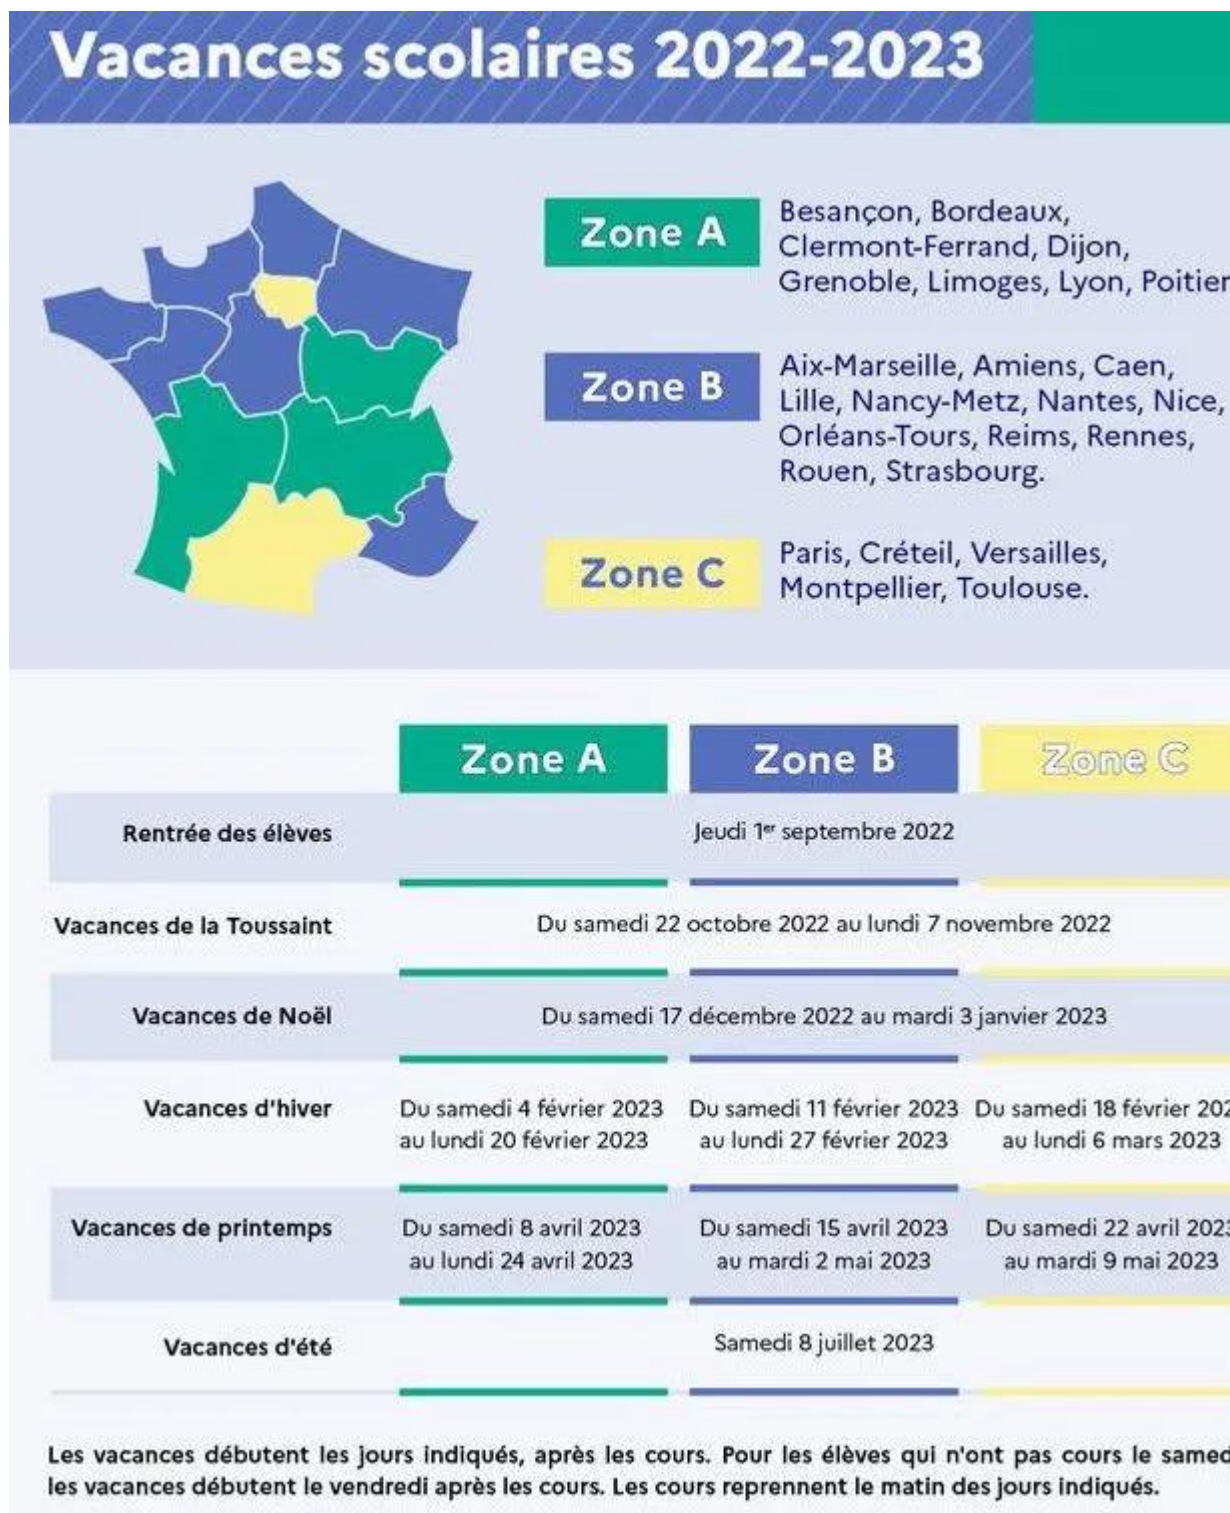 Vacances scolaires 2022-2023
Zone A
Besançon, Bordeaux,
Clermont-Ferrand, Dijon,
Grenoble, Limoges, Lyon, Poitier
Zone B
Aix-Marseille, Amiens, Caen,
Lille, Nancy-Metz, Nantes, Nice,
Orléans-Tours, Reims, Rennes,
Rouen, Strasbourg.
Zone C
Paris, Créteil, Versailles,
Montpellier, Toulouse.
Zone A Zone B Zone C
Rentrée des élèves Jeudi 1er septembre 2022
Vacances de la Toussaint Du samedi 22 octobre 2022 au lundi 7 novembre 2022
Vacances de Noël Du samedi 17 décembre 2022 au mardi 3 janvier 2023
Vacances d'hiver Du samedi 4 février 2023 Du samedi 11 février 2023 Du samedi 18 février 202
au lundi 20 février 2023 au lundi 27 février 2023 au lundi 6 mars 2023
Vacances de printemps Du samedi 8 avril 2023 Du samedi 15 avril 2023 Du samedi 22 avril 2023
au lundi 24 avril 2023 au mardi 2 mai 2023 au mardi 9 mai 2023
Vacances d'été Samedi 8 juillet 2023
Les vacances débutent les jours indiqués, après les cours. Pour les élèves qui n'ont pas cours le samed
les vacances débutent le vendredi après les cours. Les cours reprennent le matin des jours indiqués.